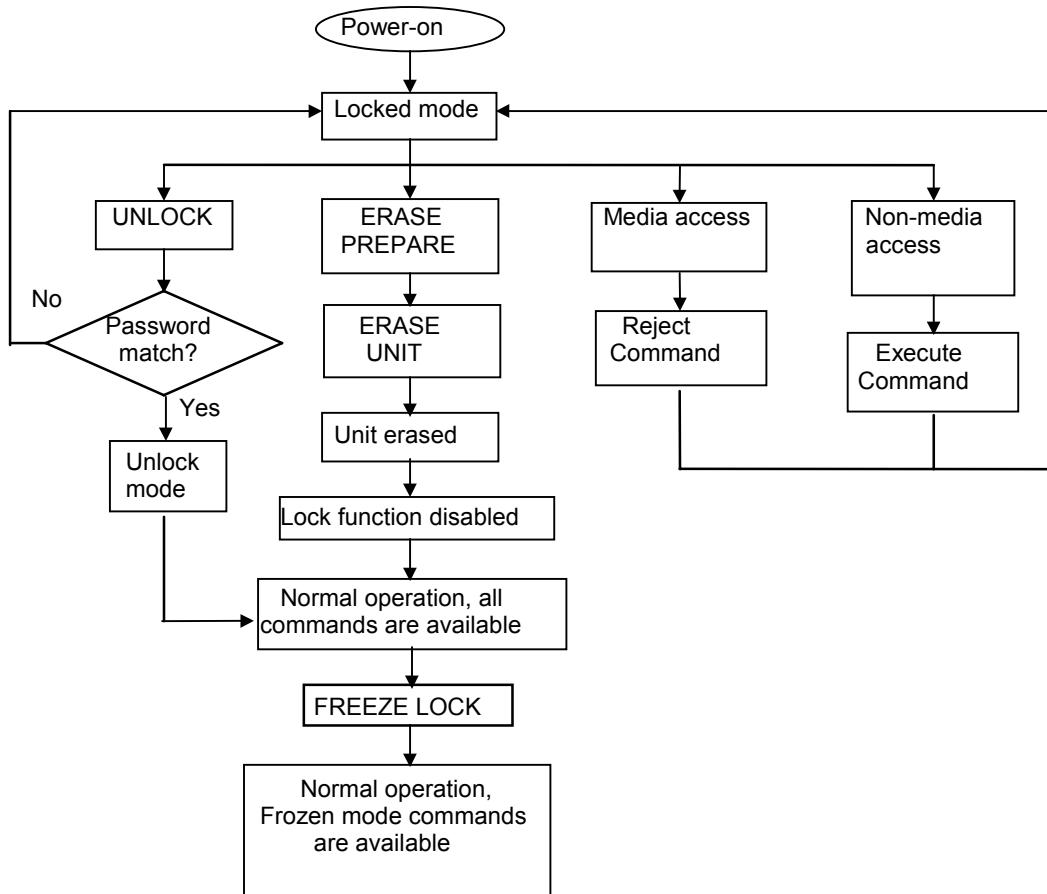 Power-on
Locked mode
UNLOCK
ERASE
PREPARE
Media access
Non-media
access
No
Password
match?
ERASE
UNIT
Reject
Command
Execute
Command
Yes
Unit erased
Unlock
mode
Lock function disabled
Normal operation, all
commands are available
FREEZE LOCK
Normal operation,
Frozen mode commands
are available